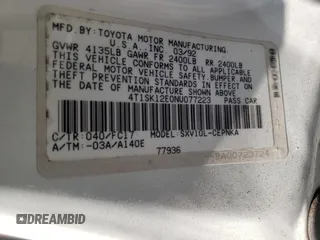 MFD. BY: TOYOTA MOTOR MANUFACTURING
U.S.A., INC 03/92
GVWR 4135LB GAWR FR 2400LB RR 2400LB
THIS VEHICLE CONFORMS TO ALL APPLICABLE
FEDERAL MOTOR VEHICLE SAFETY, BUMPER, AND
THEFT PREVENTION STANDARDS IN EFFECT ON
THE DATE OF MANUFACTURE SHOWN ABOVE.
4T1SK12E0NU077223 PASS CAR
C/TR: 040/FC17 MODEL: SXV10L-CEPNKA
A/TM: -03A/A140E
77936
DREAMBID